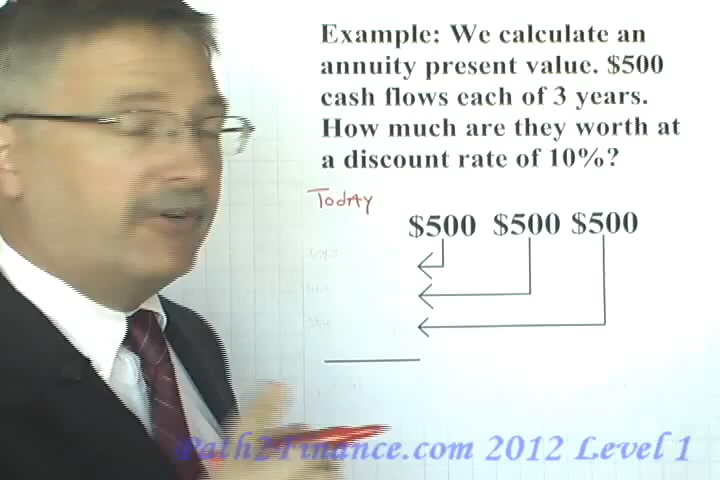 Example: We calculate an
annuity present value. $500
cash flows each of 3 years.
How much are they worth at
a discount rate of 10%?
Today
$500 $500 $500
Path2Finance.com 2012 Level 1